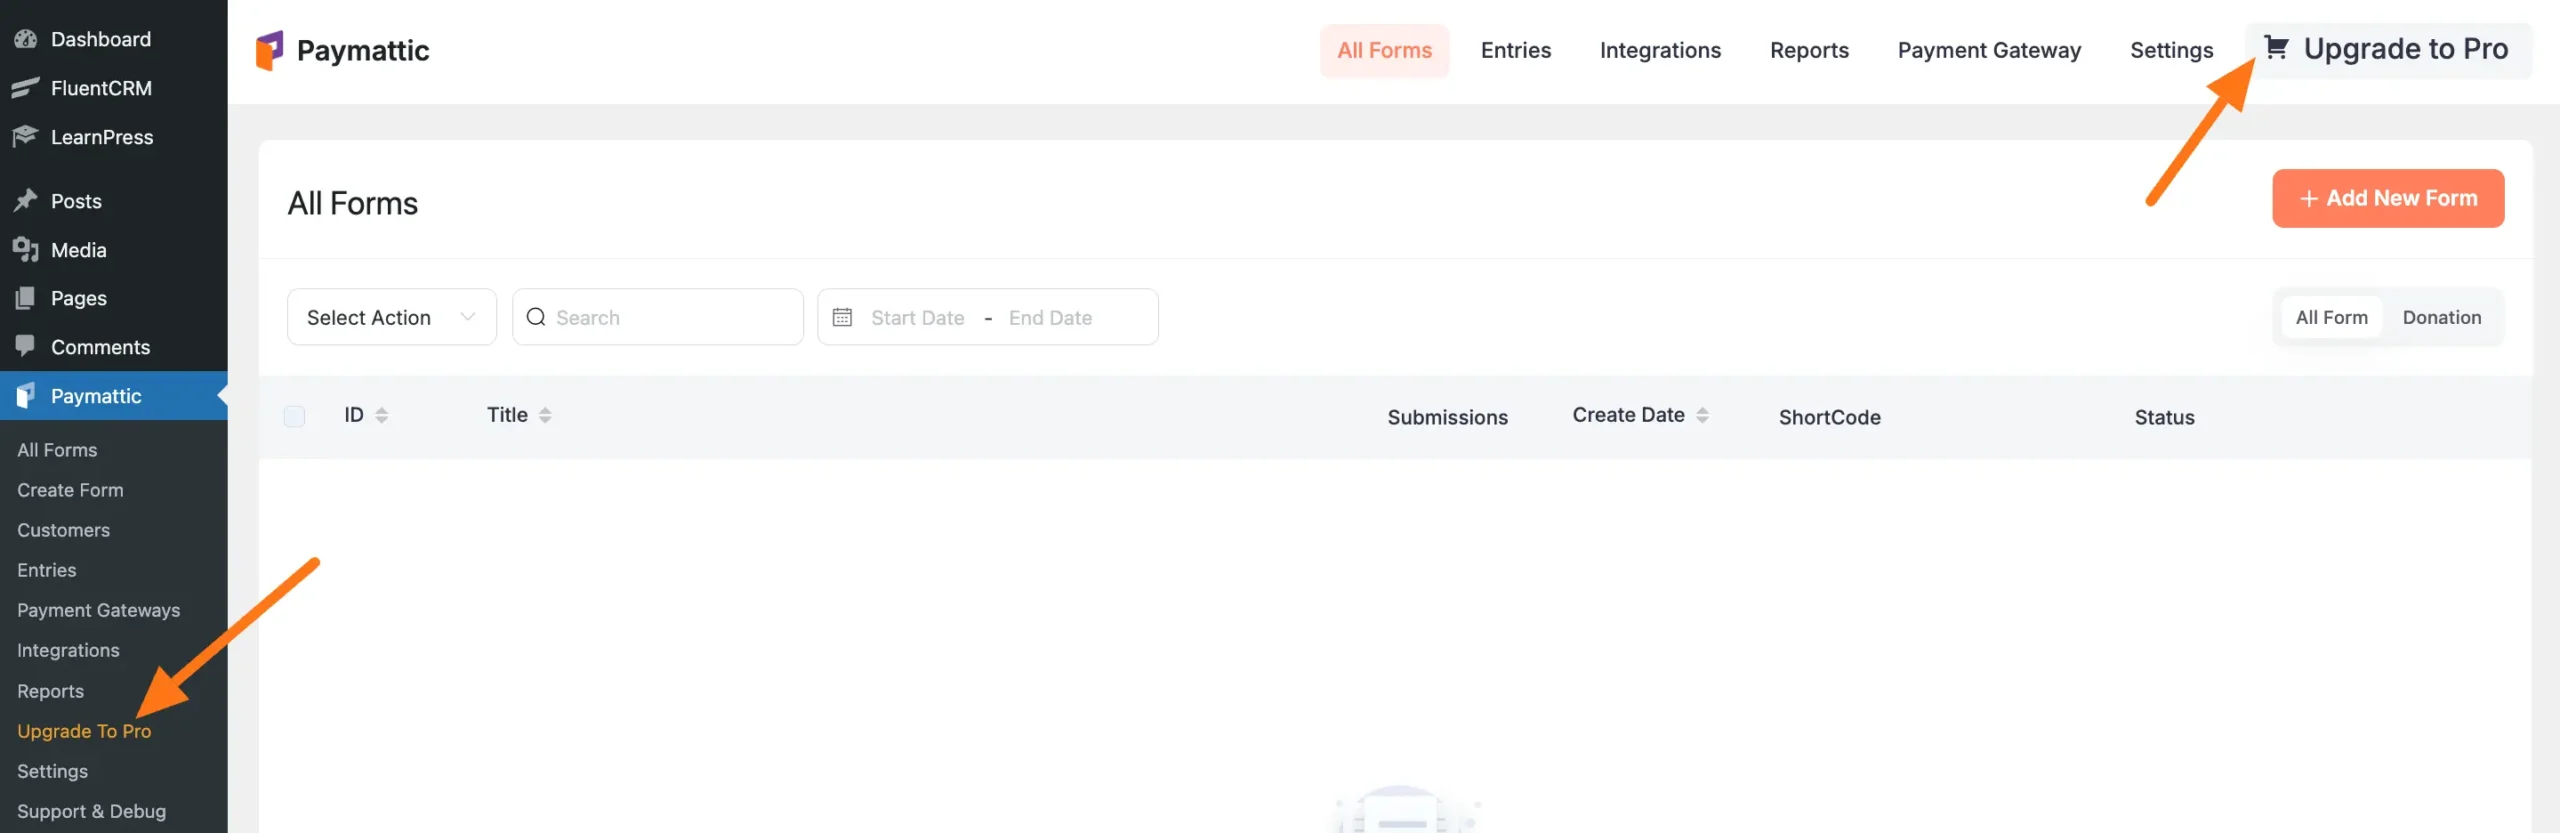 Dashboard
FluentCRM
LearnPress
Posts
Media
Pages
Comments
Paymattic
All Forms
Create Form
Customers
Entries
Payment Gateways
Integrations
Reports
Upgrade To Pro
Settings
Support & Debug
Paymattic
All Forms Entries Integrations Reports Payment Gateway Settings Upgrade to Pro
All Forms
+ Add New Form
Select Action Search Start Date - End Date All Form Donation
ID Title Submissions Create Date ShortCode Status